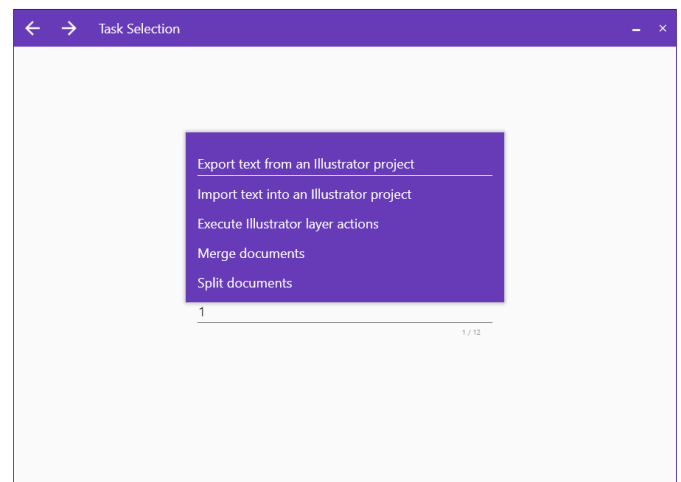 Task Selection
Export text from an Illustrator project
Import text into an Illustrator project
Execute Illustrator layer actions
Merge documents
Split documents
1
1 / 12